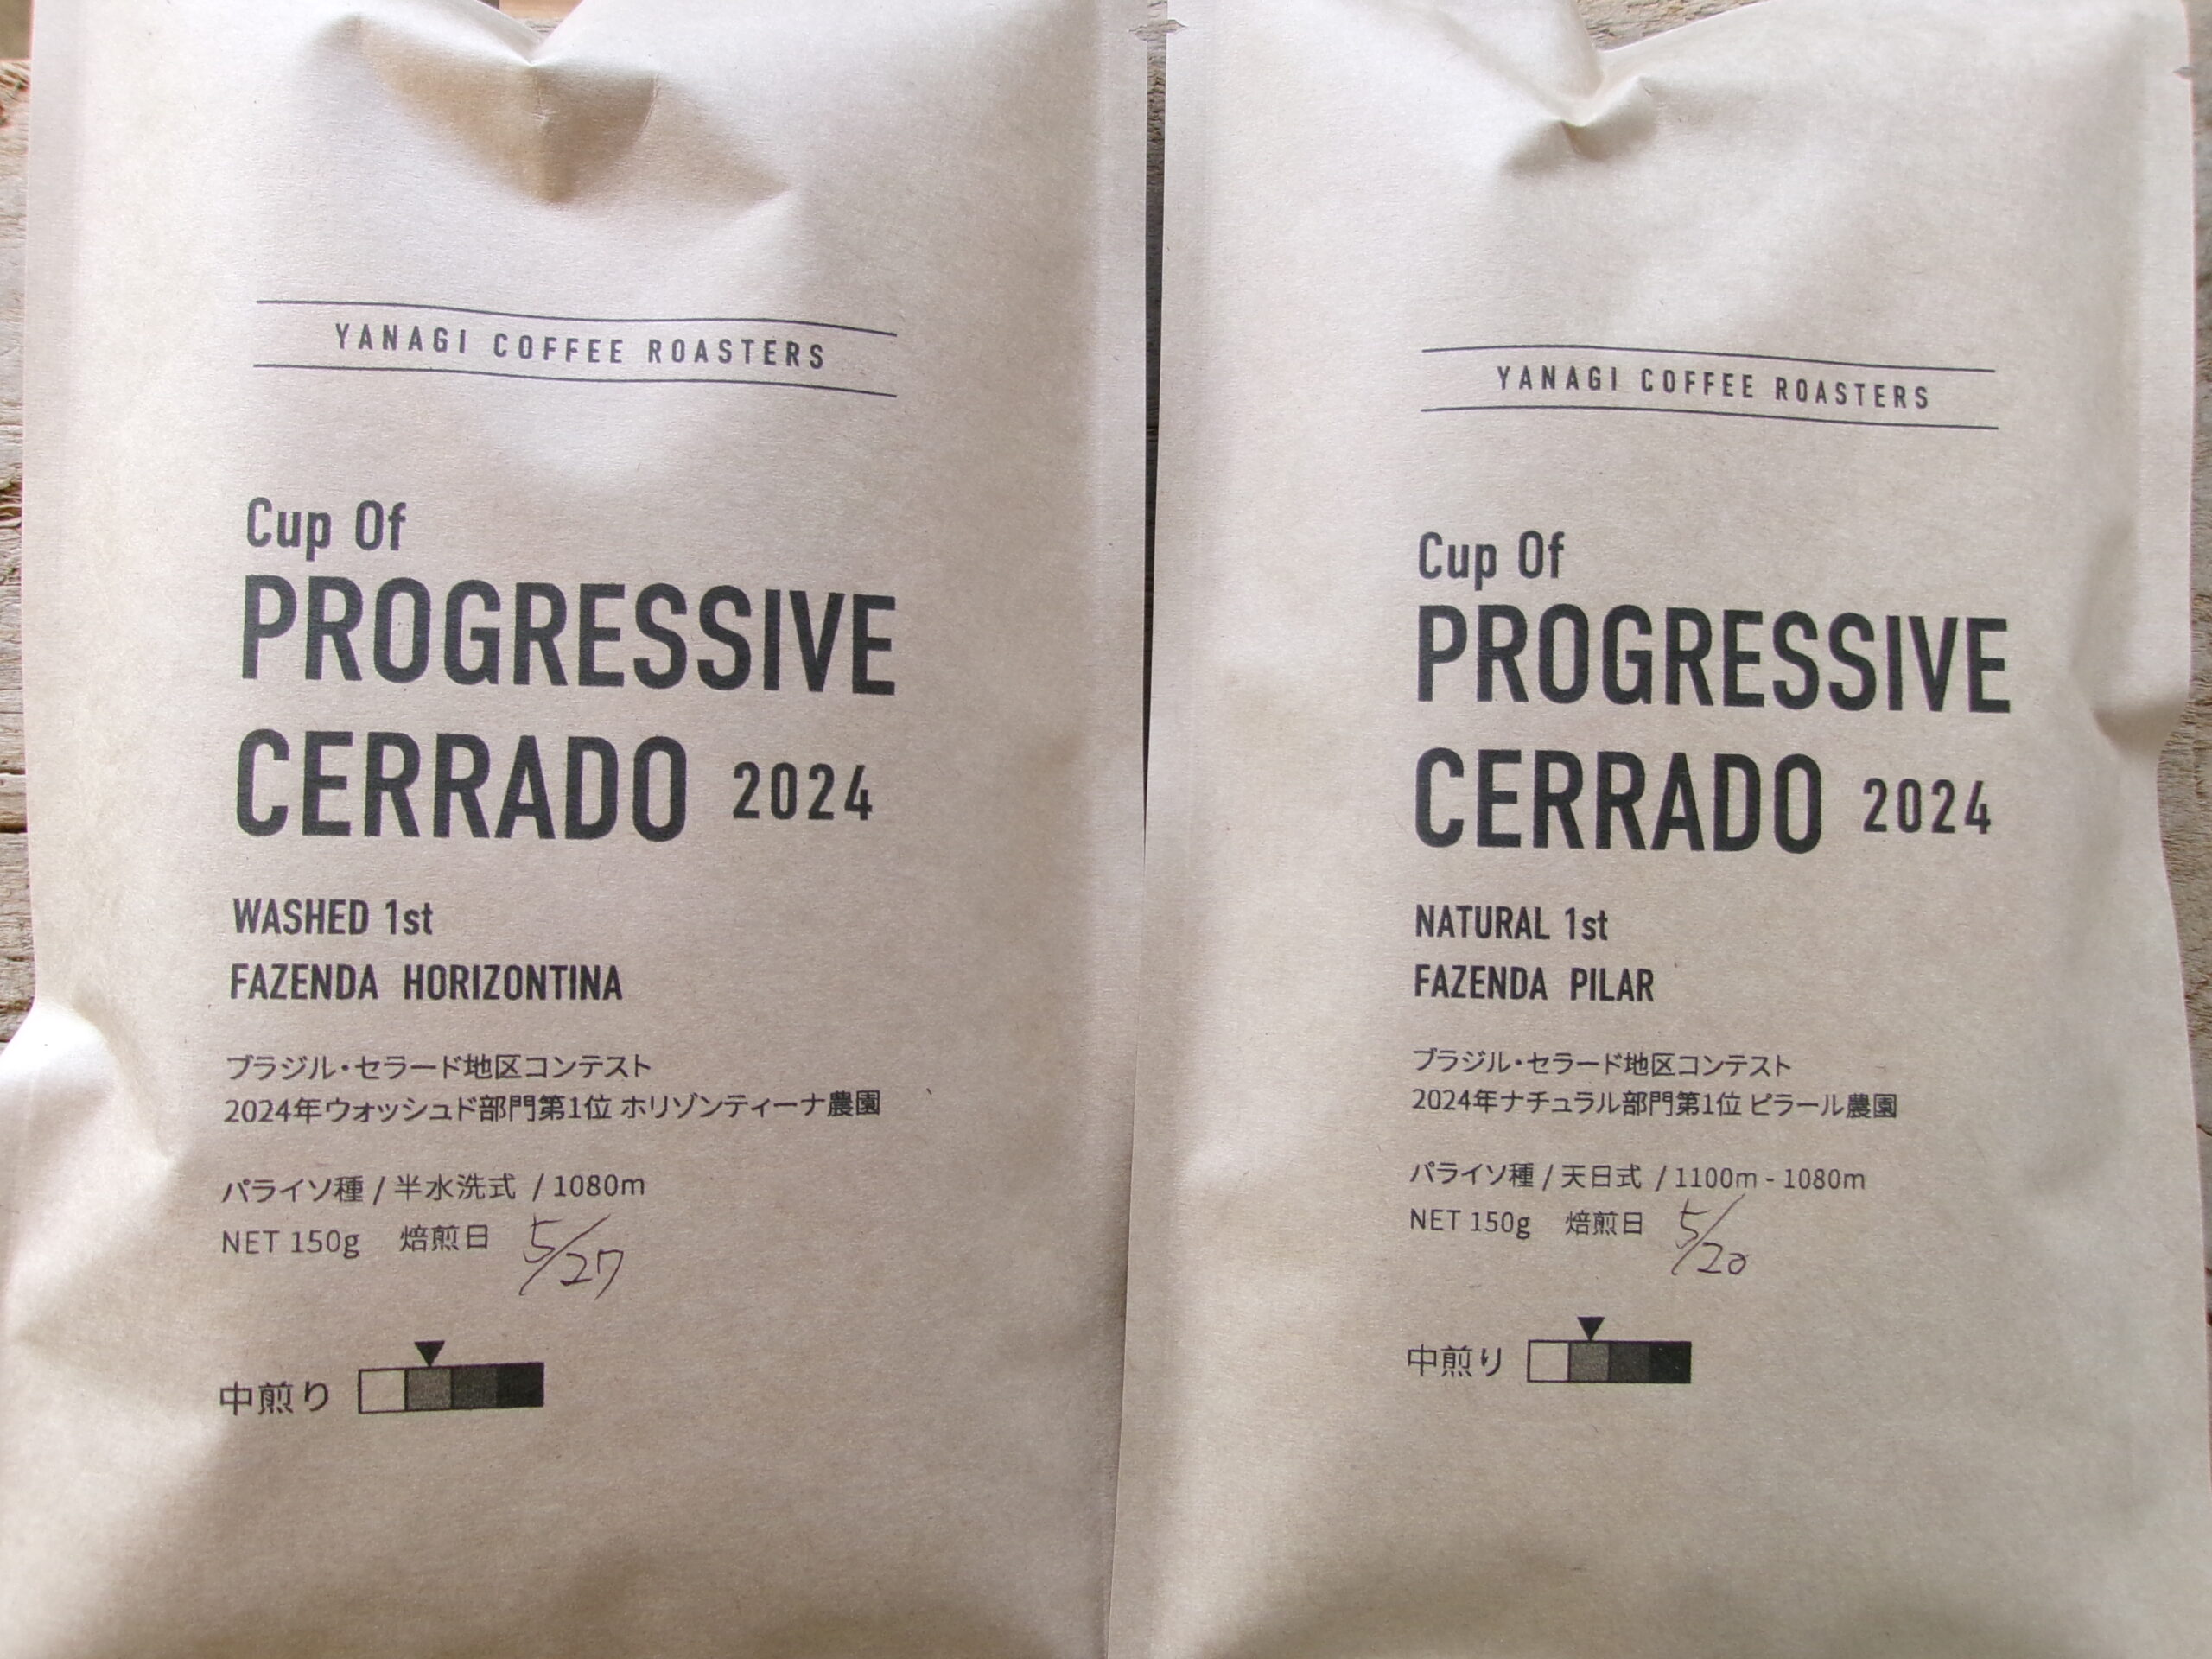 YANAGI COFFEE ROASTERS
Cup Of
PROGRESSIVE
CERRADO 2024
WASHED 1st
FAZENDA HORIZONTINA
ブラジル・セラード地区コンテスト
2024年ウォッシュド部門第1位 ホリゾンティーナ農園
パライソ種 / 半水洗式 / 1080m
NET 150g 焙煎日 5/27
中煎り
YANAGI COFFEE ROASTERS
Cup Of
PROGRESSIVE
CERRADO 2024
NATURAL 1st
FAZENDA PILAR
ブラジル・セラード地区コンテスト
2024年ナチュラル部門第1位 ピラール農園
パライソ種 / 天日式 / 1100m - 1080m
NET 150g 焙煎日 5/20
中煎り